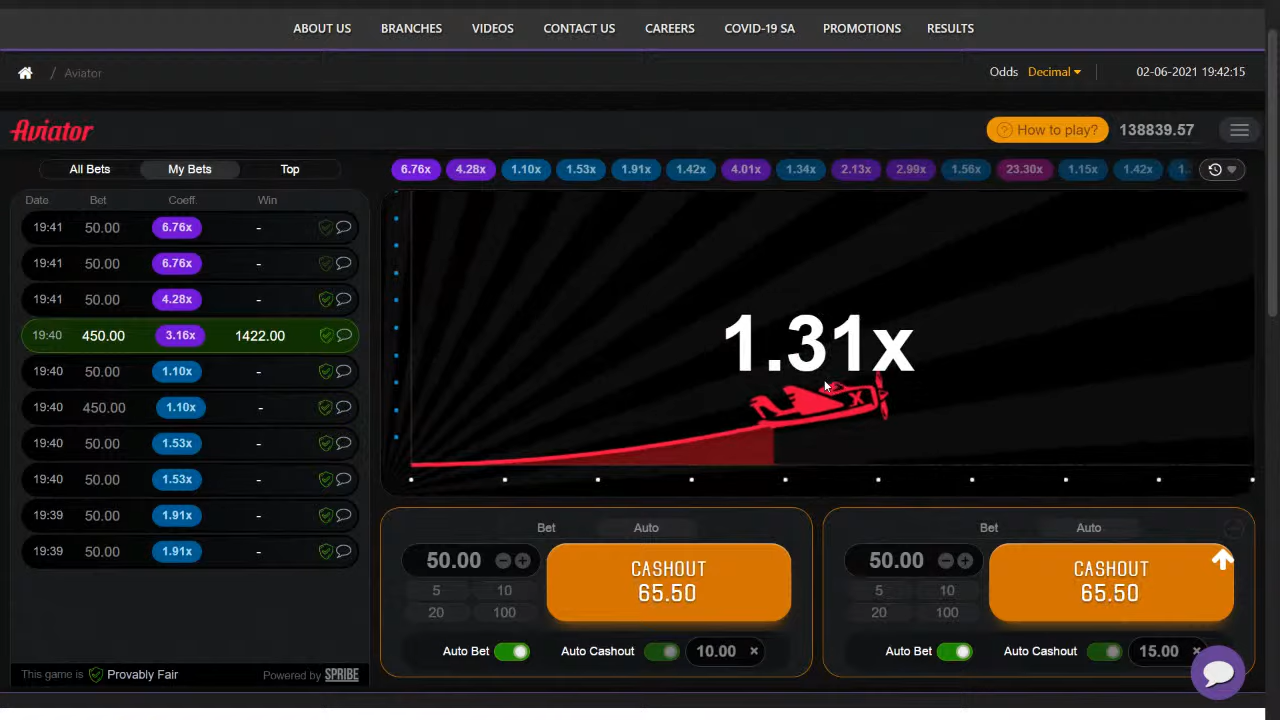 ABOUT US BRANCHES VIDEOS CONTACT US CAREERS COVID-19 SA PROMOTIONS RESULTS
/ Aviator
Odds Decimal 02-06-2021 19:42:15
Aviator
? How to play? 138839.57
All Bets My Bets Top
6.76x 4.28x 1.10x 1.53x 1.91x 1.42x 4.01x 1.34x 2.13x 2.99x 1.56x 23.30x 1.15x 1.42x 1.
Date Bet Coeff. Win
19:41 50.00 6.76x -
19:41 50.00 6.76x -
19:41 50.00 4.28x -
19:40 450.00 3.16x 1422.00
19:40 50.00 1.10x -
19:40 450.00 1.10x -
19:40 50.00 1.53x -
19:40 50.00 1.53x -
19:39 50.00 1.91x -
19:39 50.00 1.91x -
This game is Provably Fair Powered by SPRIBE
1.31x
X
Bet Auto
50.00
5 10
20 100
CASHOUT
65.50
Auto Bet Auto Cashout 10.00 ×
Bet Auto
50.00
5 10
20 100
CASHOUT
65.50
Auto Bet Auto Cashout 15.00 ×